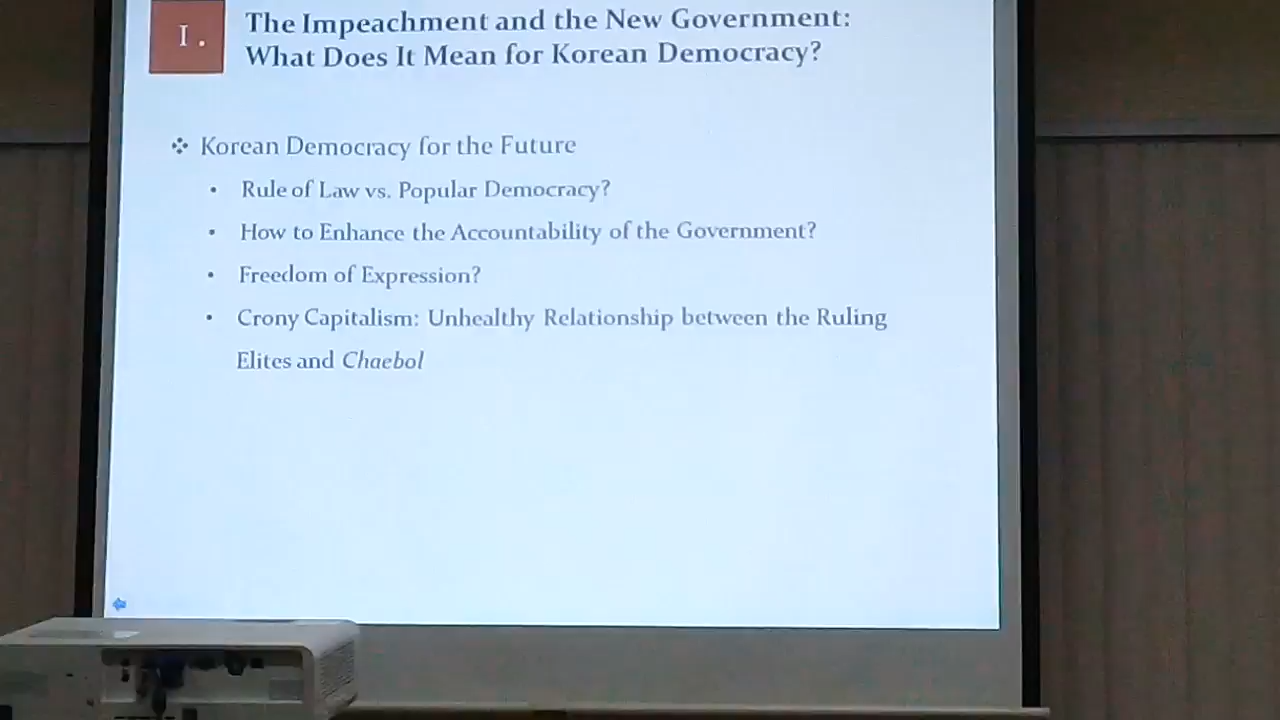 I.
The Impeachment and the New Government:
What Does It Mean for Korean Democracy?
❖ Korean Democracy for the Future
• Rule of Law vs. Popular Democracy?
• How to Enhance the Accountability of the Government?
• Freedom of Expression?
• Crony Capitalism: Unhealthy Relationship between the Ruling
Elites and Chaebol